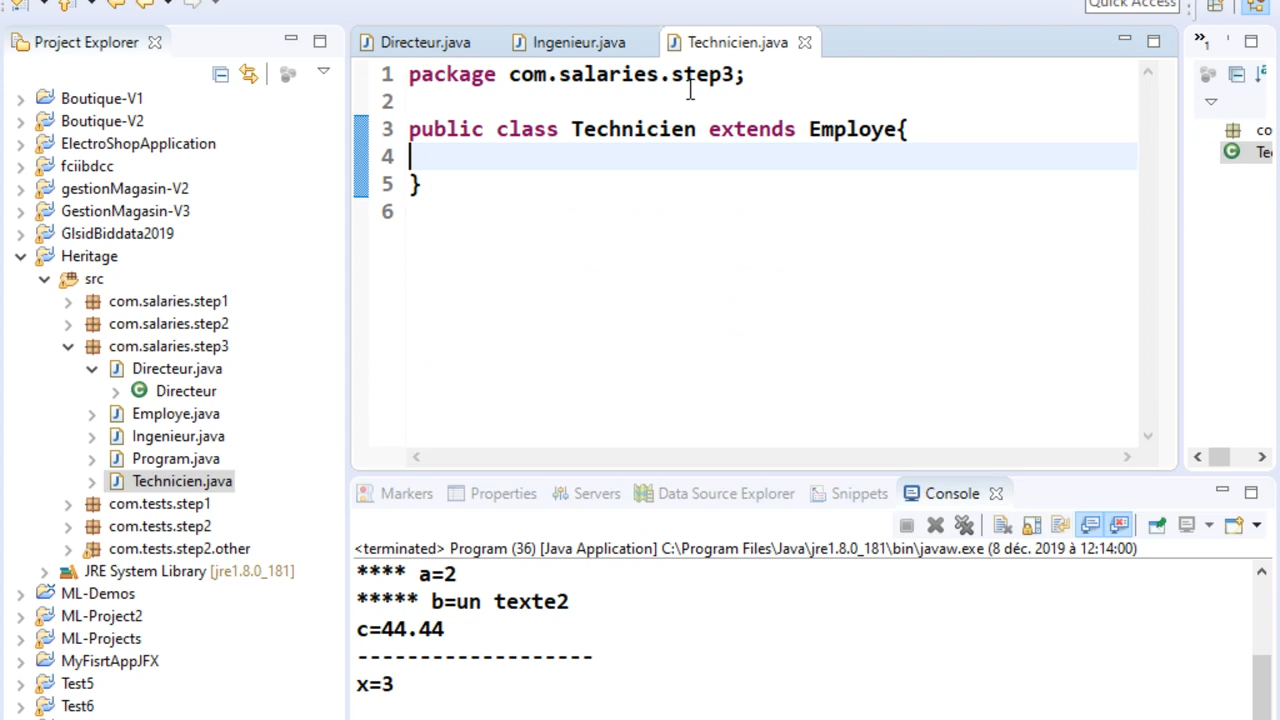 Quick Access
Project Explorer
Boutique-V1
Boutique-V2
ElectroShopApplication
fciibdcc
gestionMagasin-V2
GestionMagasin-V3
GlsidBiddata2019
Heritage
src
com.salaries.step1
com.salaries.step2
com.salaries.step3
Directeur.java
Directeur
Employe.java
Ingenieur.java
Program.java
Technicien.java
com.tests.step1
com.tests.step2
com.tests.step2.other
JRE System Library [jre1.8.0_181]
ML-Demos
ML-Project2
ML-Projects
MyFisrtAppJFX
Test5
Test6
Directeur.java Ingenieur.java Technicien.java
1 package com.salaries.step3;
2
3 public class Technicien extends Employe{
4
5 }
6
1
co
Te
Markers Properties Servers Data Source Explorer Snippets Console
<terminated> Program (36) [Java Application] C:\Program Files\Java\jre1.8.0_181\bin\javaw.exe (8 déc. 2019 à 12:14:00)
**** a=2
***** b=un texte2
c=44.44
-------------------
x=3